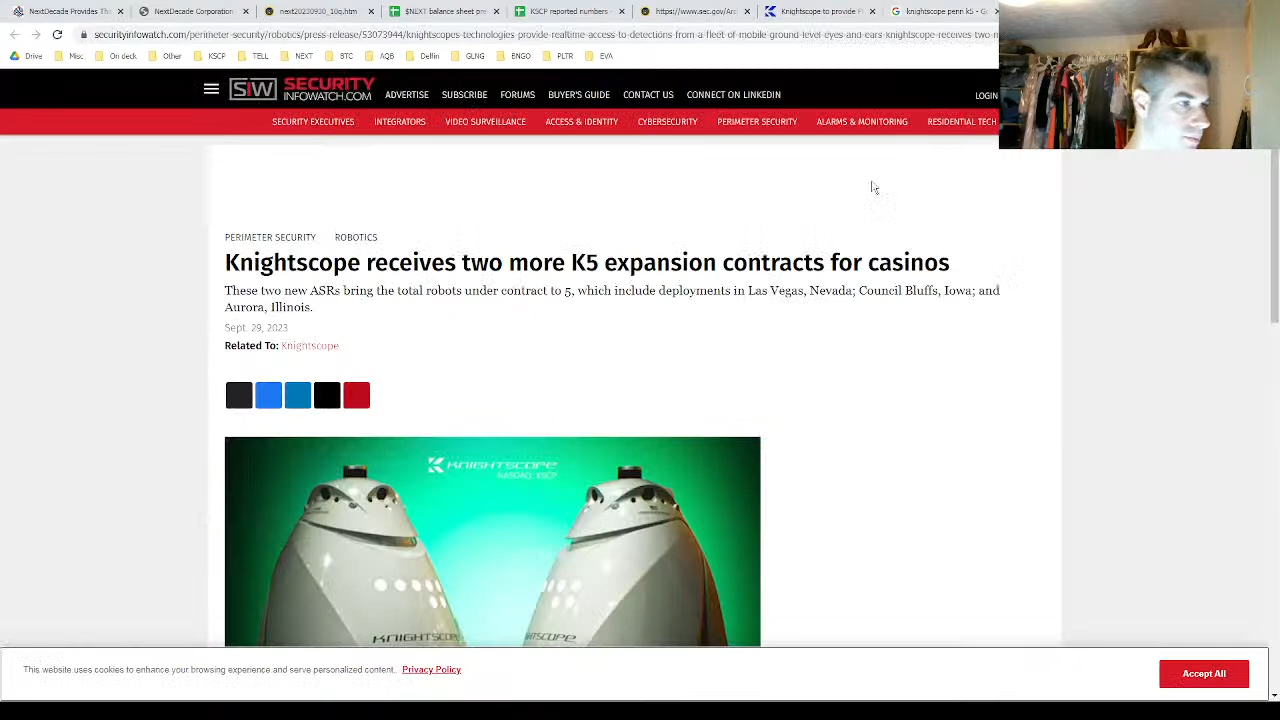 NextDecade Provides Thi
NextDecade Corporation
next20230930_10q.htm
$NEXT balance sheet pr
KSCP reported numbers
https://www.sec.gov/Arc
Knightscope to provide F
knightscope penn k5 - G
securityinfowatch.com/perimeter-security/robotics/press-release/53073944/knightscopes-technologies-provide-realtime-access-to-detections-from-a-fleet-of-mobile-ground-level-eyes-and-ears-knightscope-receives-two-m
Drive
Misc
On deck
Other
KSCP
TELL
NEXT
BTC
AQB
Delfin
GLNG
BNGO
PLTR
EVA
SIW SECURITY
INFOWATCH.COM
ADVERTISE
SUBSCRIBE
FORUMS
BUYER'S GUIDE
CONTACT US
CONNECT ON LINKEDIN
LOGIN
SECURITY EXECUTIVES
INTEGRATORS
VIDEO SURVEILLANCE
ACCESS & IDENTITY
CYBERSECURITY
PERIMETER SECURITY
ALARMS & MONITORING
RESIDENTIAL TECH
PERIMETER SECURITY
ROBOTICS
Knightscope receives two more K5 expansion contracts for casinos
These two new ASRs bring the total robots under contract to 5, which include deployments in Las Vegas, Nevada; Council Bluffs, Iowa; and
Aurora, Illinois.
Sept. 29, 2023
Related To: Knightscope
KNIGHTSCOPE
NASDAQ: KSCP
KNIGHTSCOPE
SCOPE
This website uses cookies to enhance your browsing experience and serve personalized content. Privacy Policy
Accept All